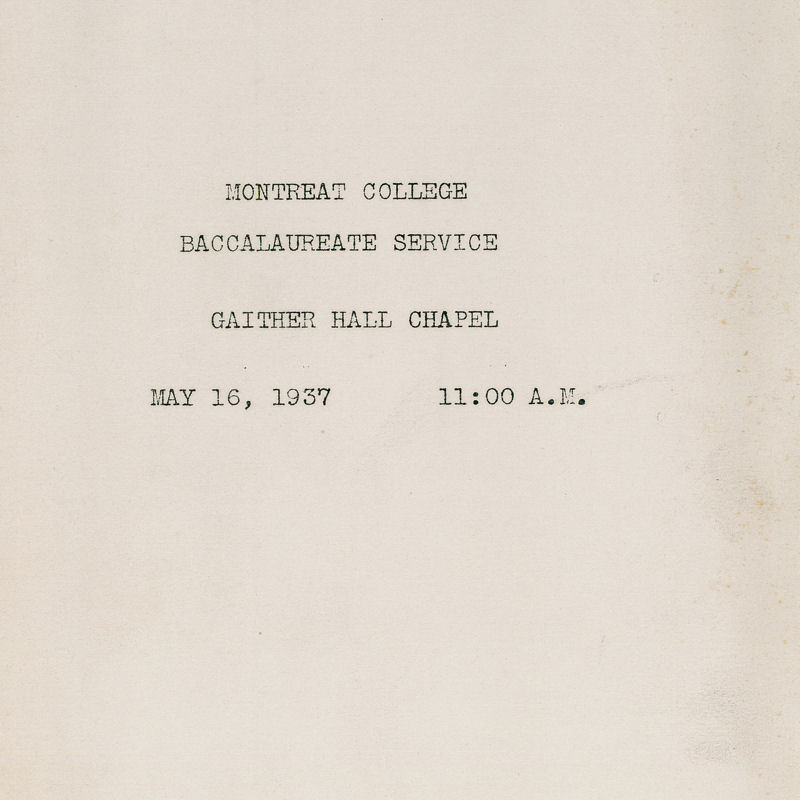 MONTREAT COLLEGE
BACCALAUREATE SERVICE
GAITHER HALL CHAPEL
MAY 16, 1937 11:00 A.M.